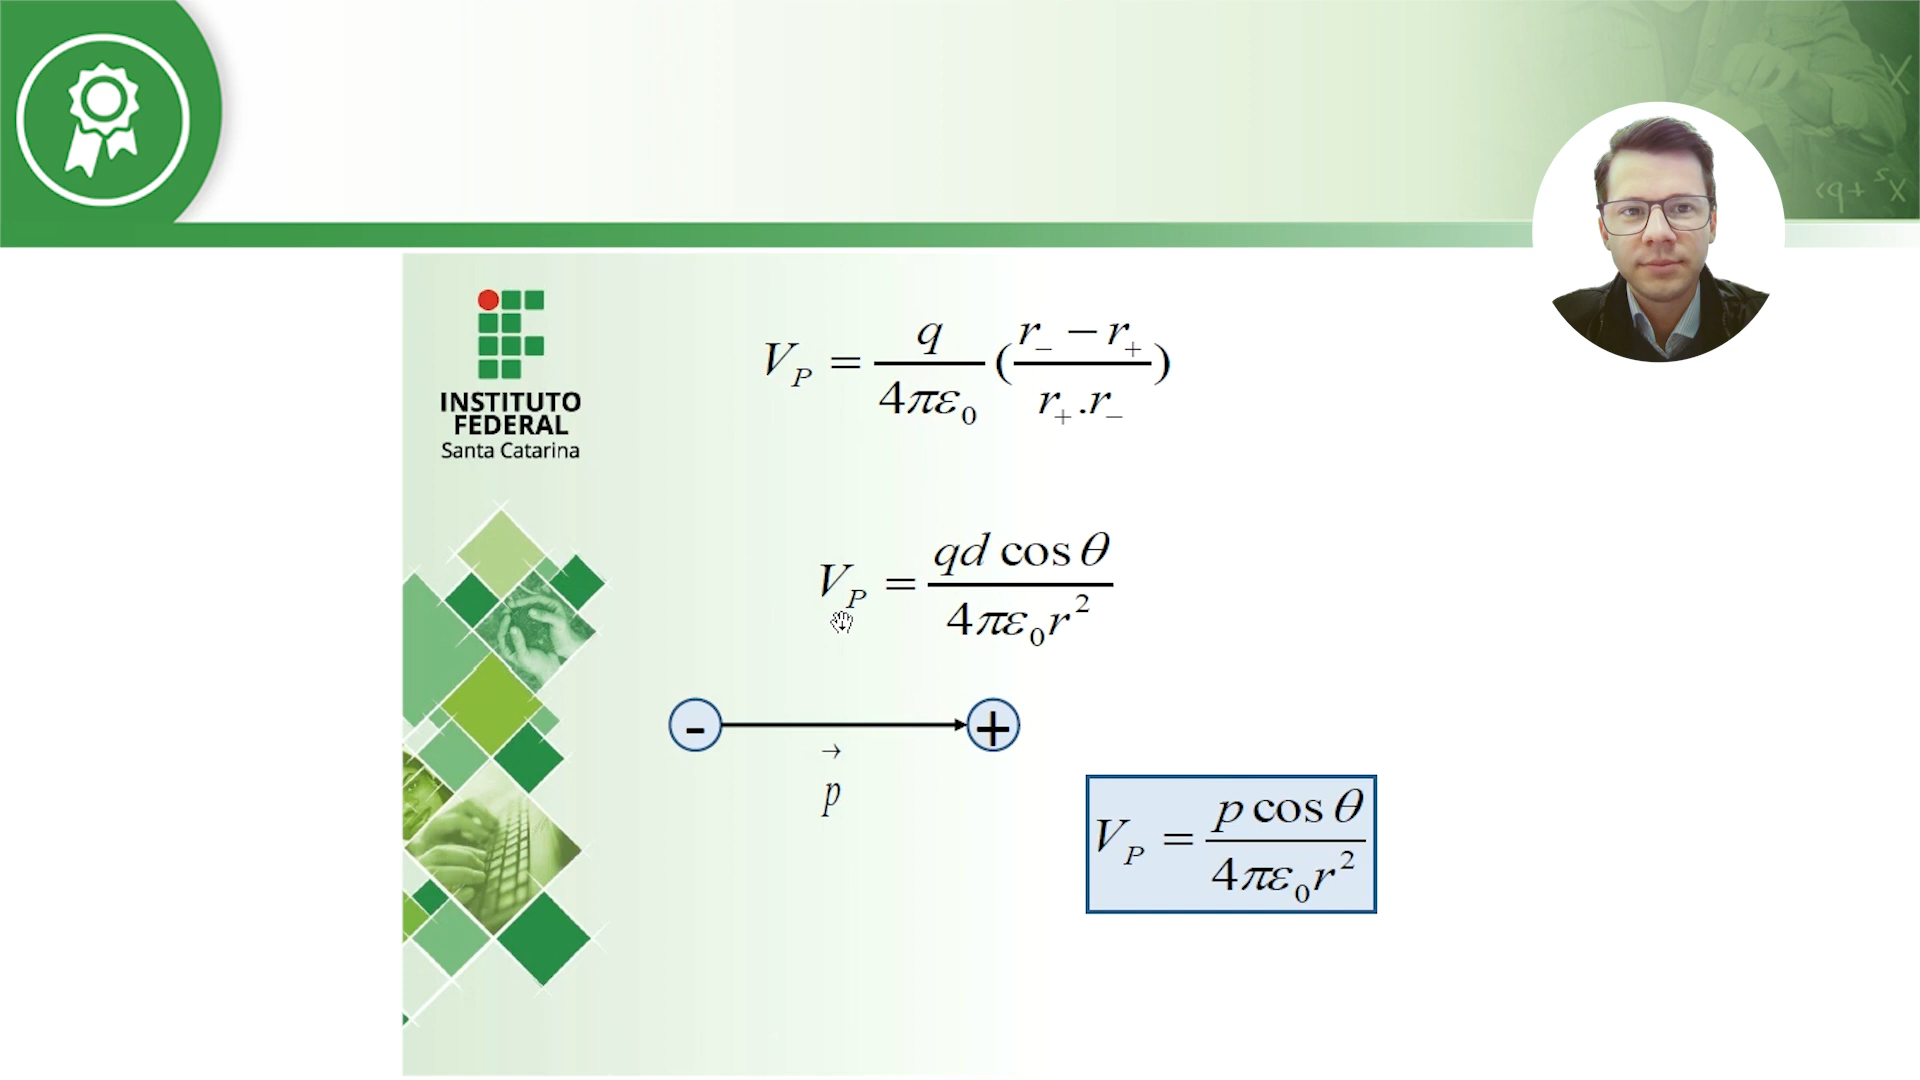 INSTITUTO
FEDERAL
Santa Catarina
V_P = q / 4πε_0 (r_- − r_+ / r_+ . r_-)
V_P = qd cos θ / 4πε_0 r^2
- +
p⃗
V_P = p cos θ / 4πε_0 r^2